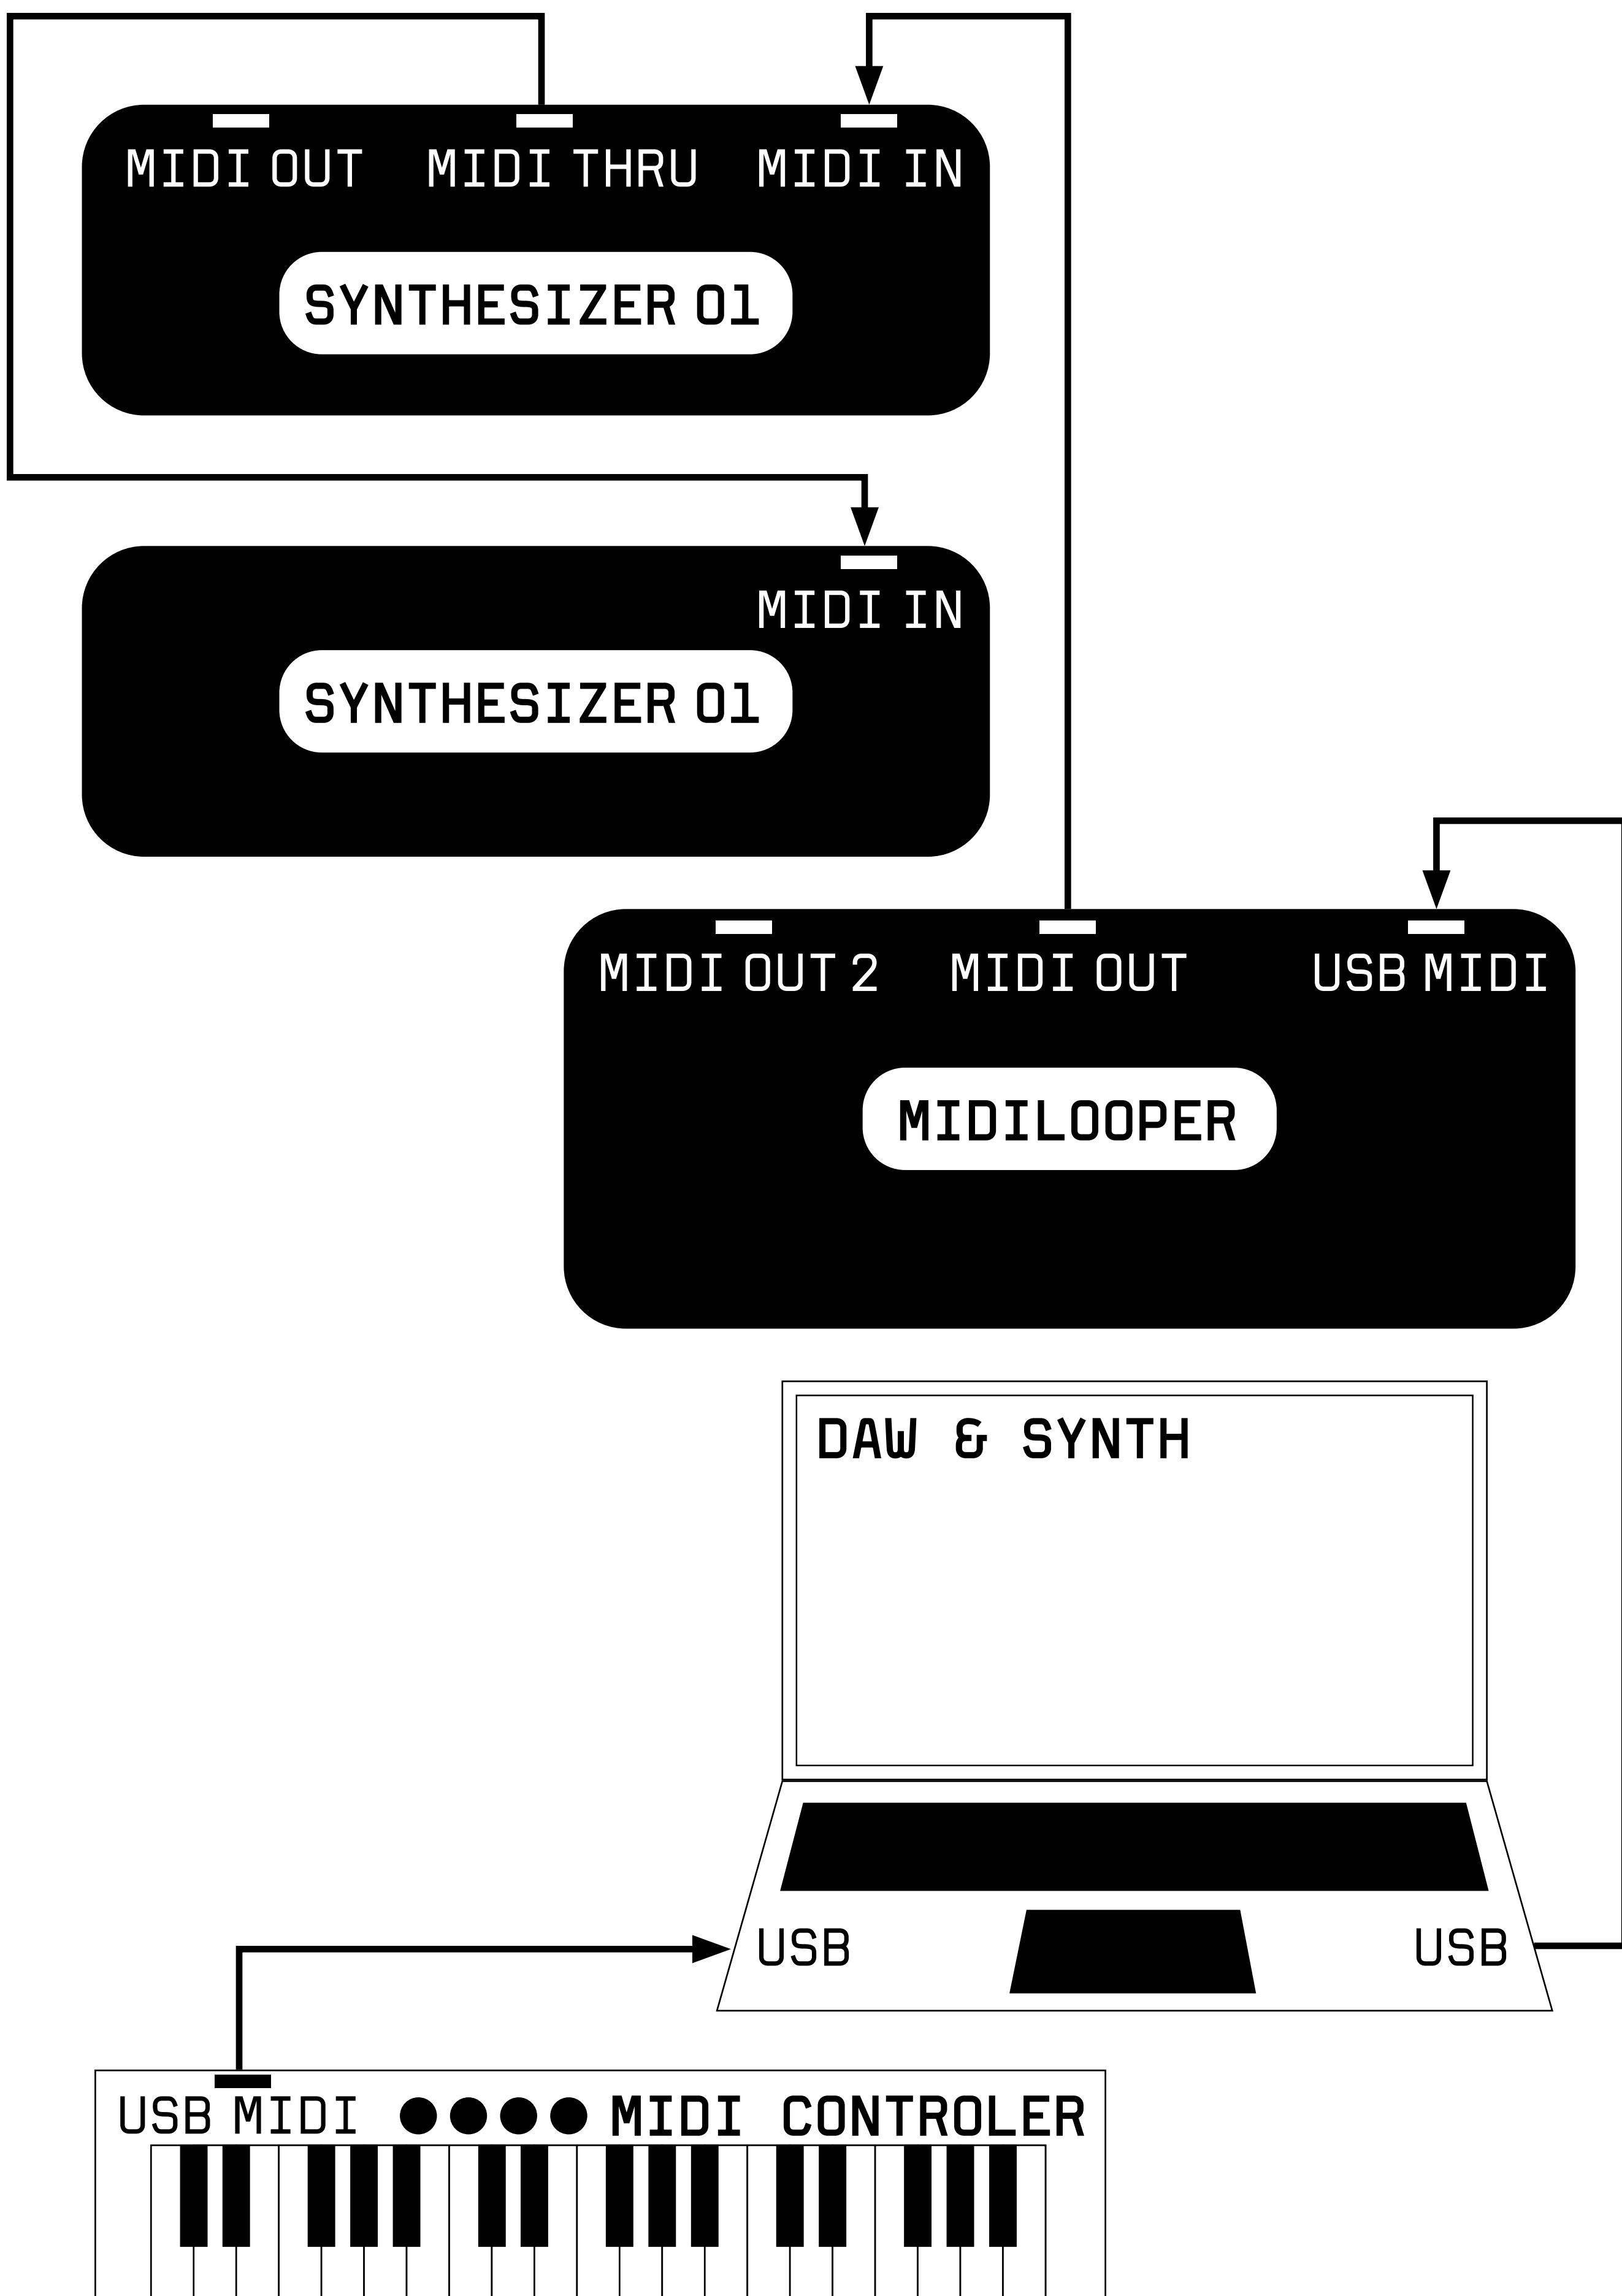 MIDI OUT MIDI THRU MIDI IN
SYNTHESIZER 01
MIDI IN
SYNTHESIZER 01
MIDI OUT 2 MIDI OUT USB MIDI
MIDILOOPER
DAW & SYNTH
USB USB
USB MIDI MIDI CONTROLER